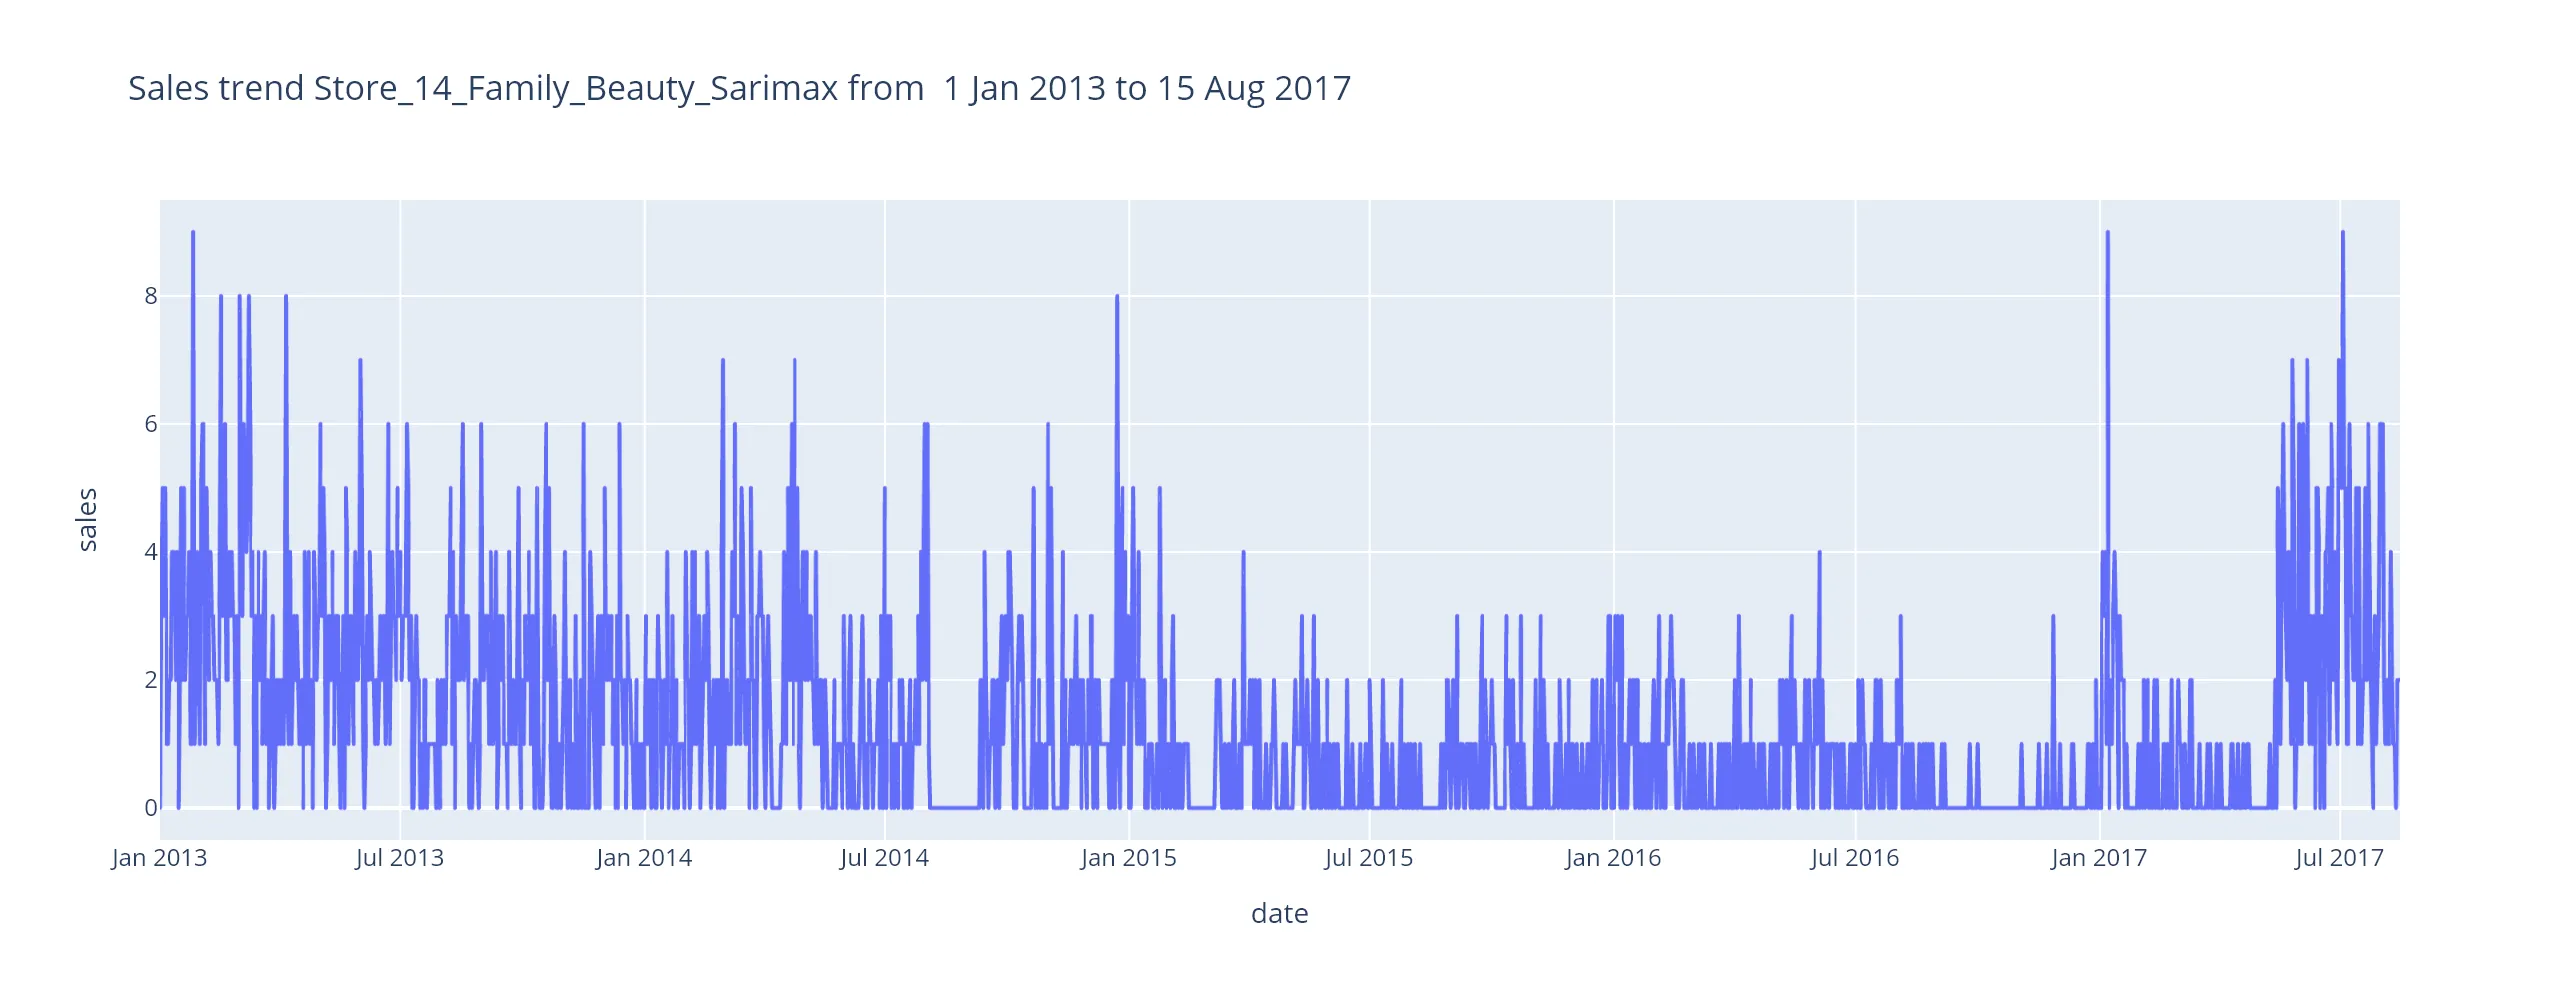 Sales trend Store_14_Family_Beauty_Sarimax from  1 Jan 2013 to 15 Aug 2017
8
6
4
2
0
sales
Jan 2013 Jul 2013 Jan 2014 Jul 2014 Jan 2015 Jul 2015 Jan 2016 Jul 2016 Jan 2017 Jul 2017
date